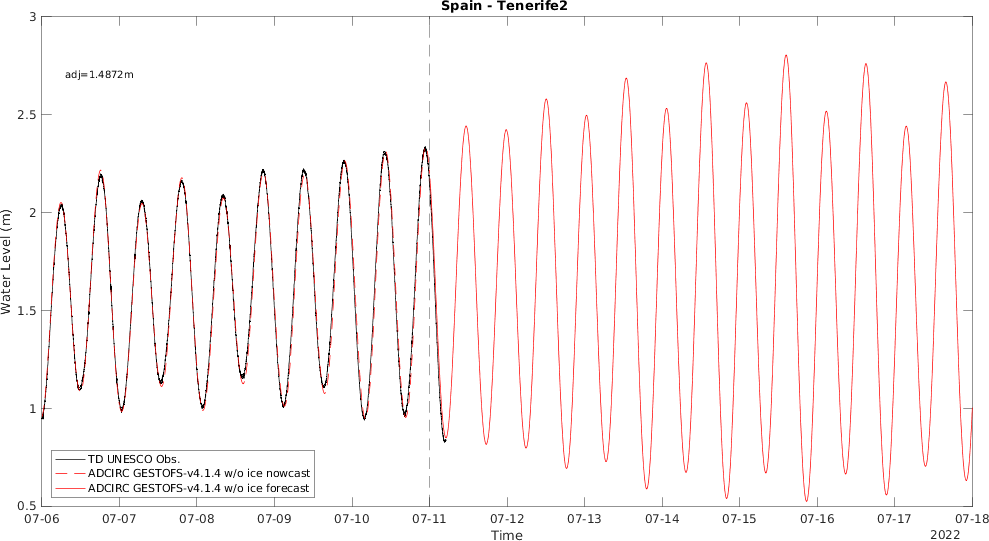 Spain - Tenerife2
adj=1.4872m
Water Level (m)
3
2.5
2
1.5
1
0.5
TD UNESCO Obs.
ADCIRC GESTOFS-v4.1.4 w/o ice nowcast
ADCIRC GESTOFS-v4.1.4 w/o ice forecast
07-06 07-07 07-08 07-09 07-10 07-11 07-12 07-13 07-14 07-15 07-16 07-17 07-18
Time
2022